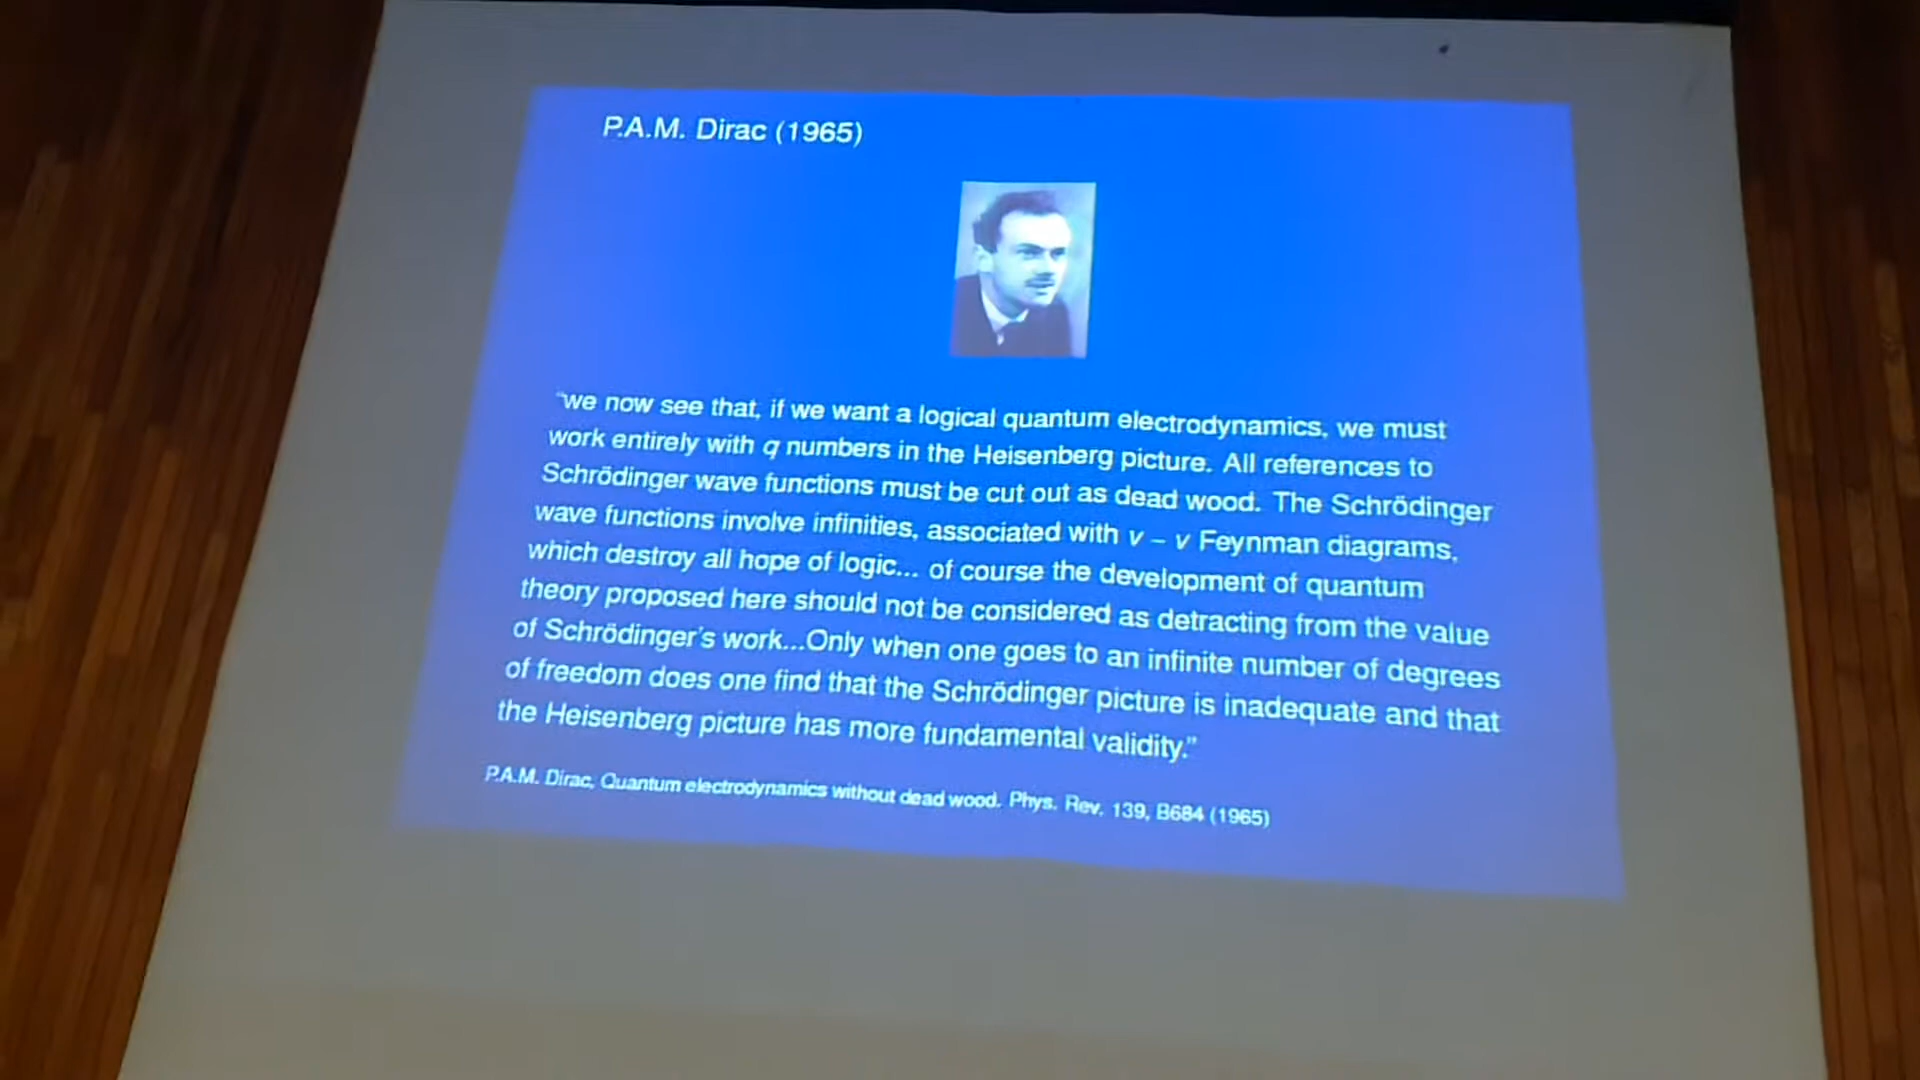 P.A.M. Dirac (1965)
“we now see that, if we want a logical quantum electrodynamics, we must
work entirely with q numbers in the Heisenberg picture. All references to
Schrödinger wave functions must be cut out as dead wood. The Schrödinger
wave functions involve infinities, associated with v – v Feynman diagrams,
which destroy all hope of logic... of course the development of quantum
theory proposed here should not be considered as detracting from the value
of Schrödinger's work...Only when one goes to an infinite number of degrees
of freedom does one find that the Schrödinger picture is inadequate and that
the Heisenberg picture has more fundamental validity.”
P.A.M. Dirac, Quantum electrodynamics without dead wood. Phys. Rev. 139, B684 (1965)